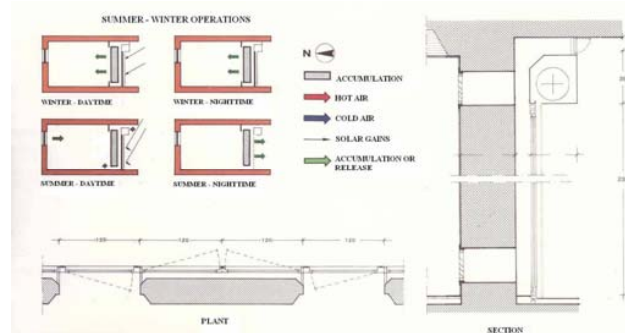 SUMMER - WINTER OPERATIONS
WINTER - DAYTIME
WINTER - NIGHTTIME
SUMMER - DAYTIME
SUMMER - NIGHTTIME
N
ACCUMULATION
HOT AIR
COLD AIR
SOLAR GAINS
ACCUMULATION OR
RELEASE
120
122
120
120
PLANT
SECTION